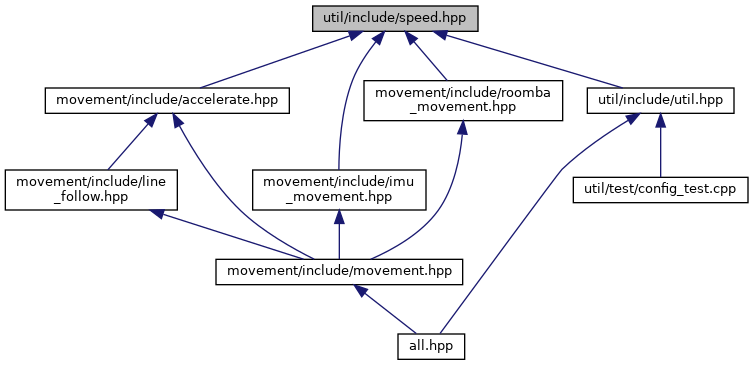 util/include/speed.hpp
movement/include/accelerate.hpp
movement/include/roomba
_movement.hpp
util/include/util.hpp
movement/include/line
_follow.hpp
movement/include/imu
_movement.hpp
util/test/config_test.cpp
movement/include/movement.hpp
all.hpp